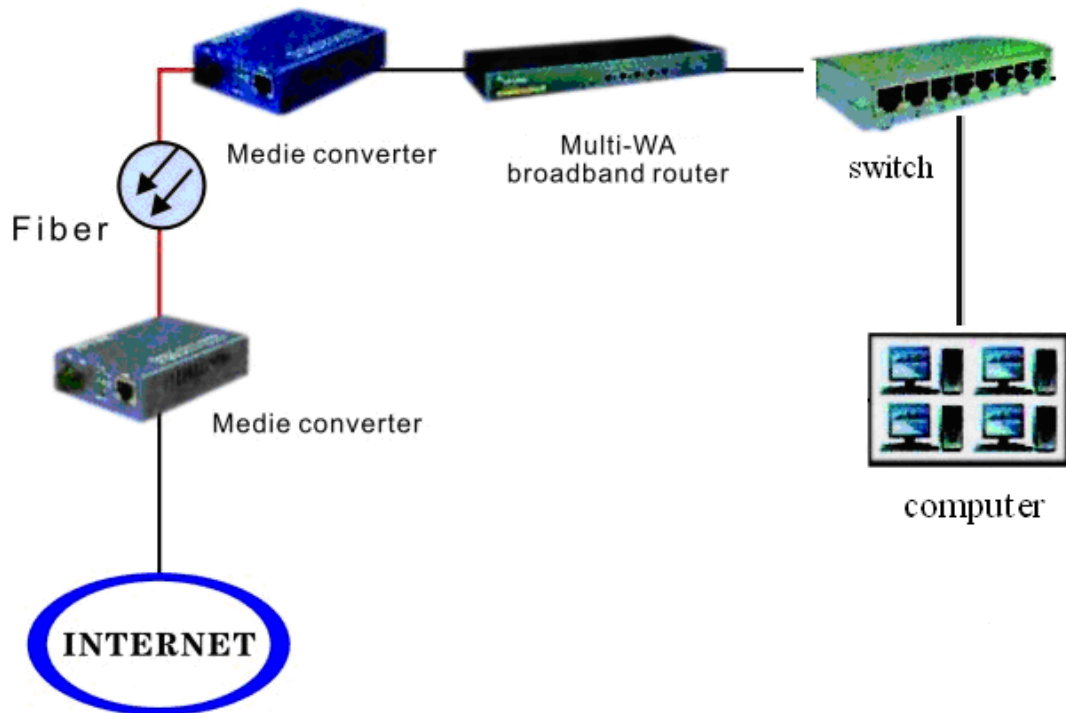 Medie converter
Multi-WA
broadband router
switch
Fiber
Medie converter
computer
INTERNET